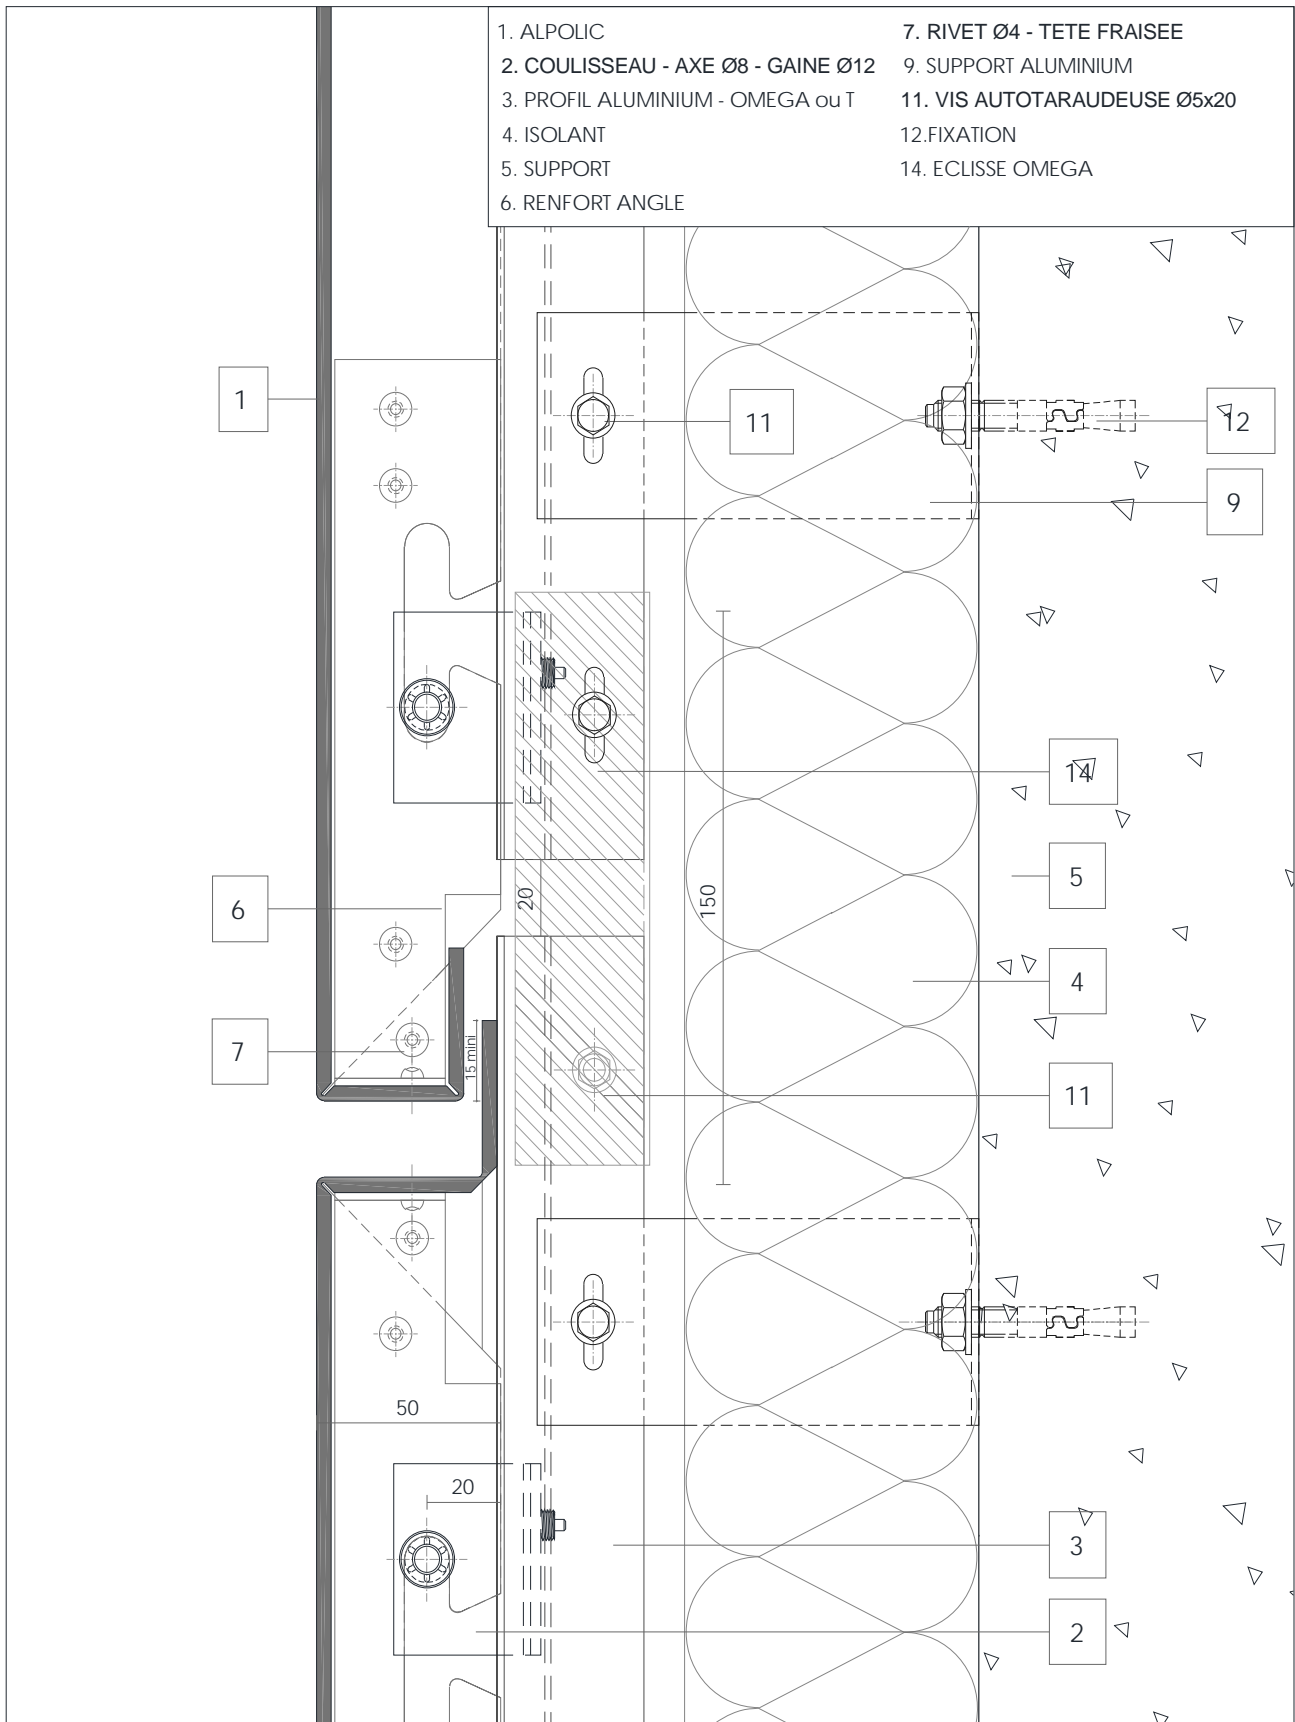 1. ALPOLIC
2. COULISSEAU - AXE Ø8 - GAINE Ø12
3. PROFIL ALUMINIUM - OMEGA ou T
4. ISOLANT
5. SUPPORT
6. RENFORT ANGLE
7. RIVET Ø4 - TETE FRAISEE
9. SUPPORT ALUMINIUM
11. VIS AUTOTARAUDEUSE Ø5x20
12.FIXATION
14. ECLISSE OMEGA
1
11
12
9
14
5
6
20
150
4
7
15 mini
11
50
20
3
2